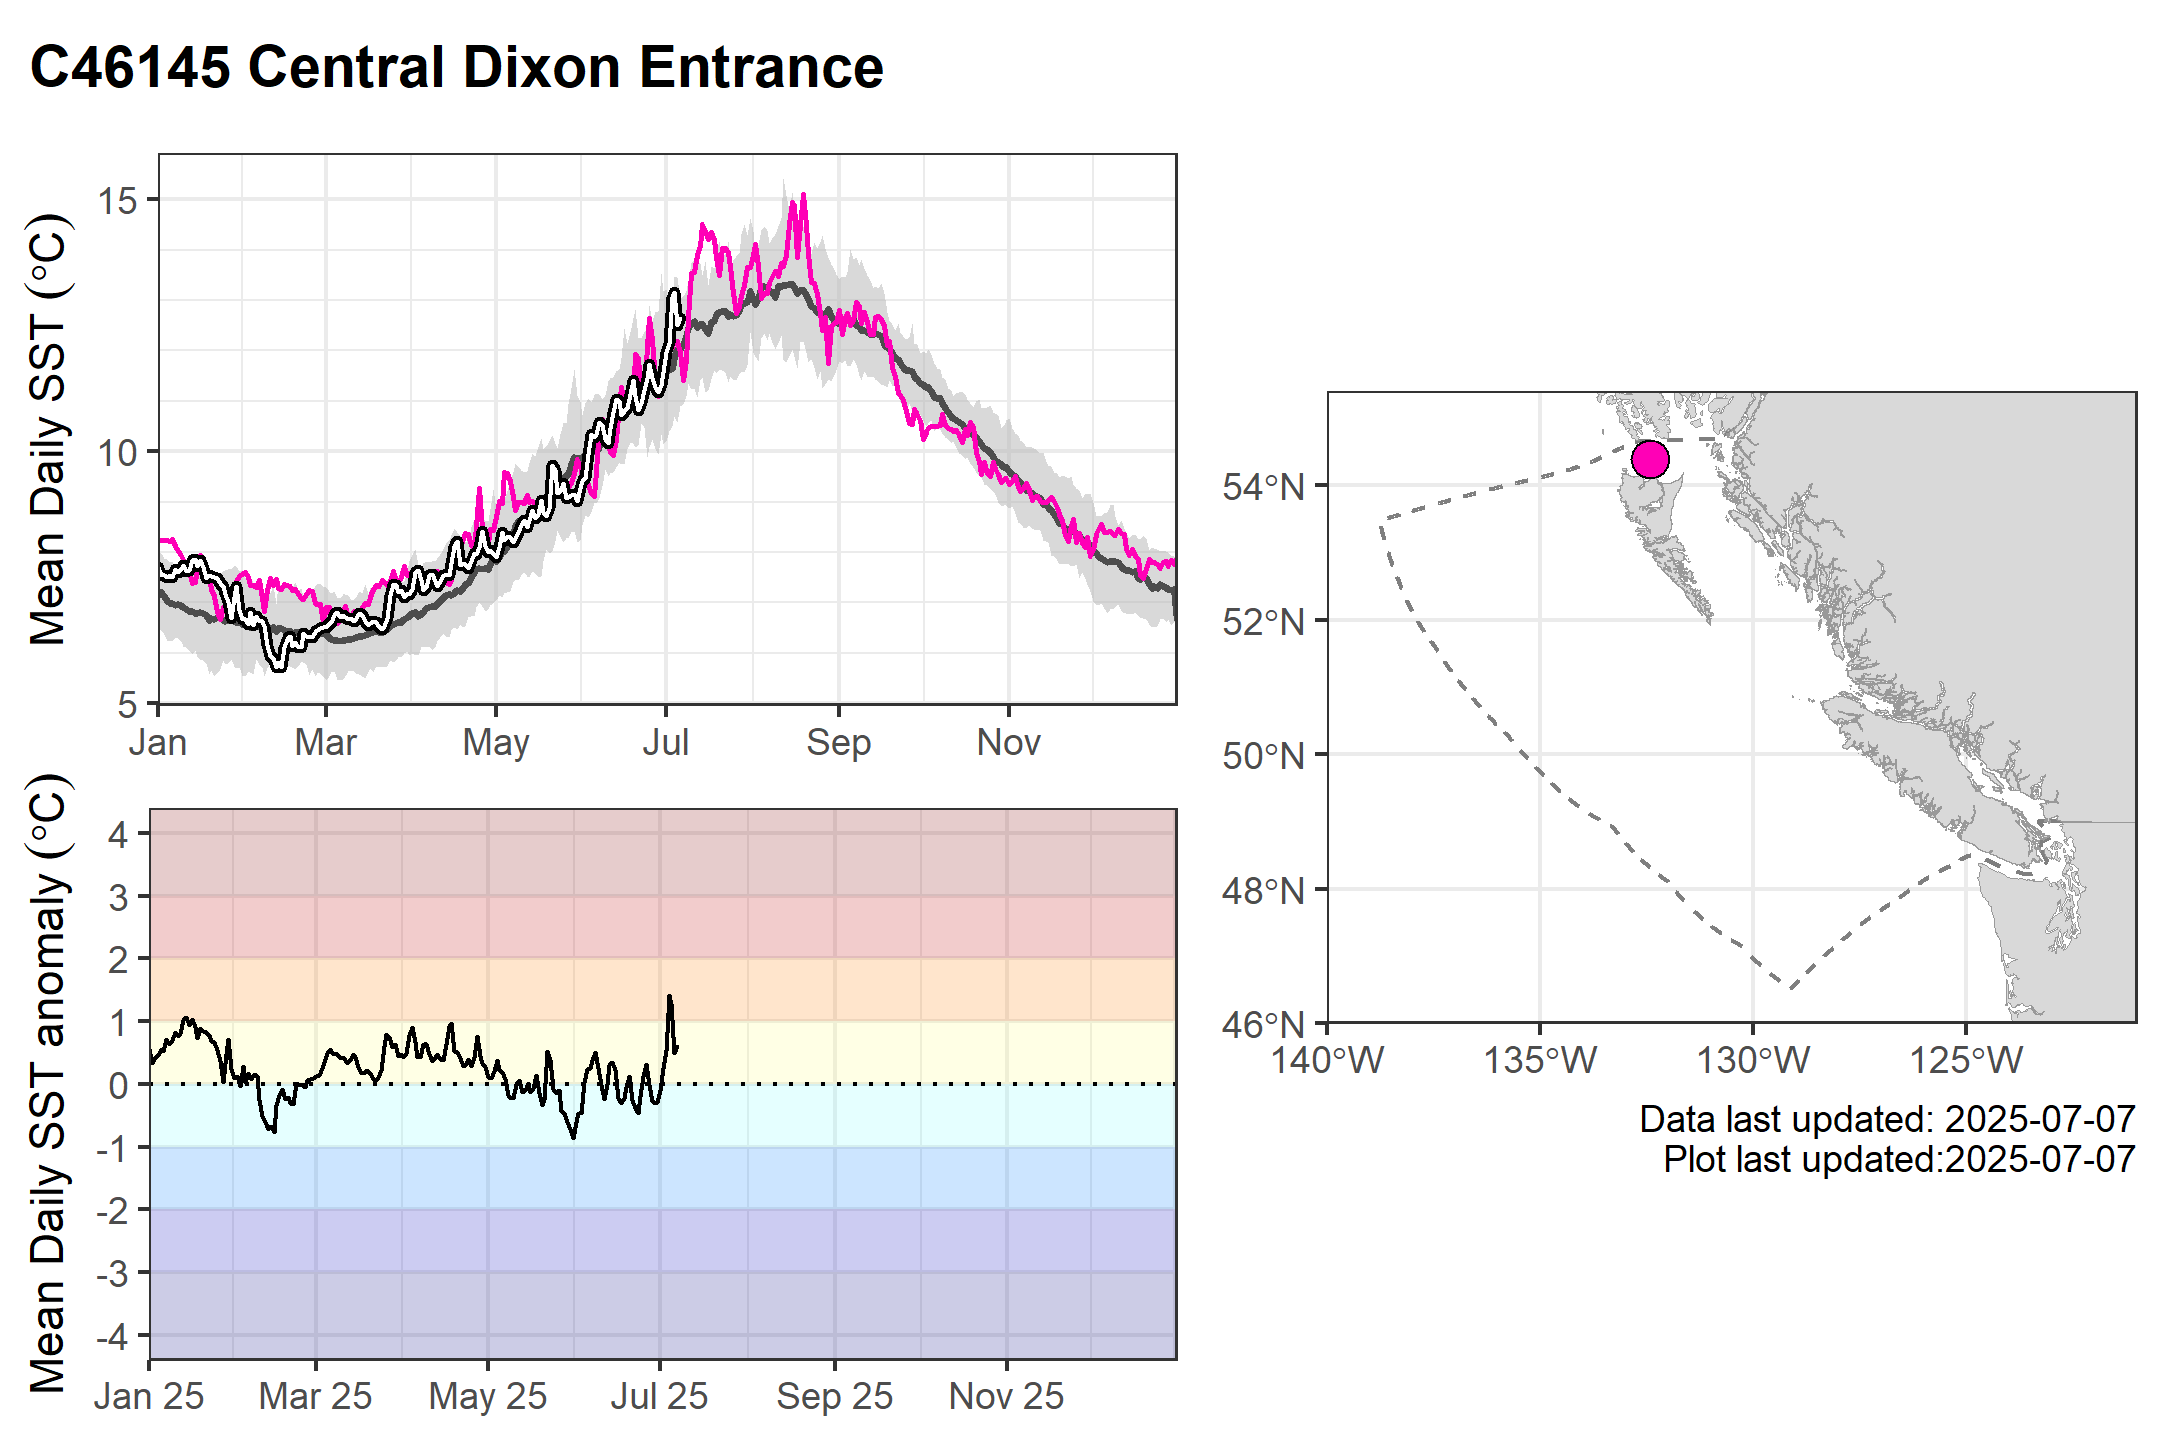 C46145 Central Dixon Entrance
Mean Daily SST (°C)
15
10
5
Jan
Mar
May
Jul
Sep
Nov
Mean Daily SST anomaly (°C)
4
3
2
1
0
-1
-2
-3
-4
Jan 25
Mar 25
May 25
Jul 25
Sep 25
Nov 25
54°N
52°N
50°N
48°N
46°N
140°W
135°W
130°W
125°W
Data last updated: 2025-07-07
Plot last updated:2025-07-07